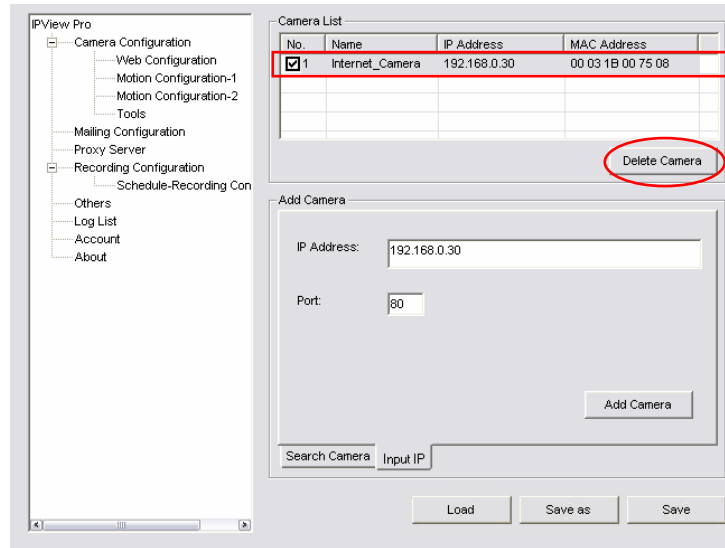 IPView Pro
Camera Configuration
Web Configuration
Motion Configuration-1
Motion Configuration-2
Tools
Mailing Configuration
Proxy Server
Recording Configuration
Schedule-Recording Con
Others
Log List
Account
About
Camera List
No. Name IP Address MAC Address
1 Internet_Camera 192.168.0.30 00 03 1B 00 75 08
Delete Camera
Add Camera
IP Address: 192.168.0.30
Port: 80
Add Camera
Search Camera Input IP
Load Save as Save